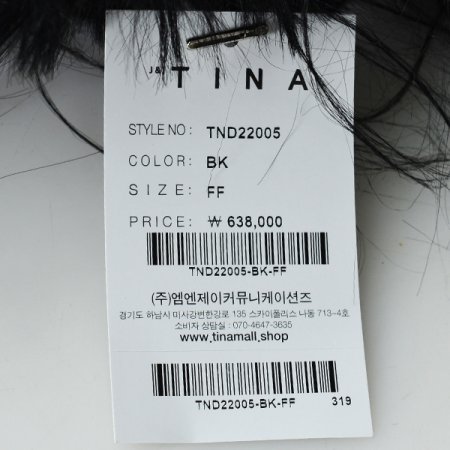 J&
TINA
STYLE NO : TND22005
COLOR: BK
SIZE: FF
PRICE: ₩ 638,000
TND22005-BK-FF
(주)엠엔제이커뮤니케이션즈
경기도 하남시 미사강변한강로 135 스카이폴리스 나동 713-4호
소비자 상담실 : 070-4647-3635
www.tinamall.shop
TND22005-BK-FF 319